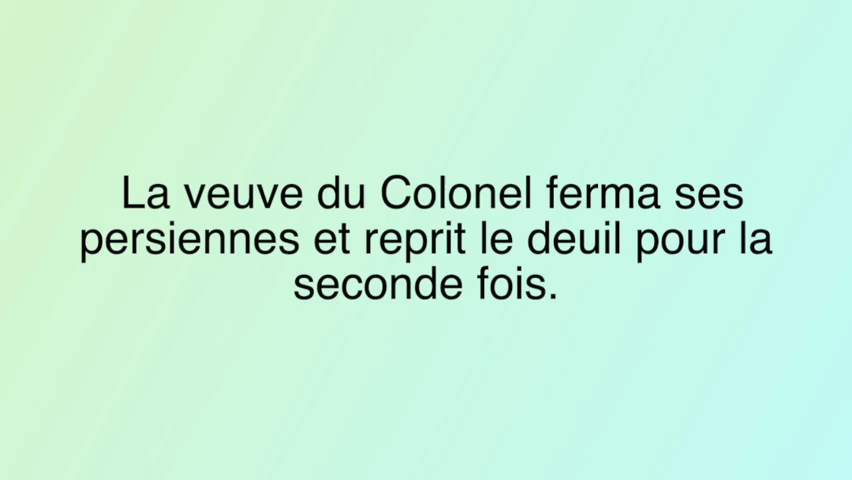 La veuve du Colonel ferma ses
persiennes et reprit le deuil pour la
seconde fois.